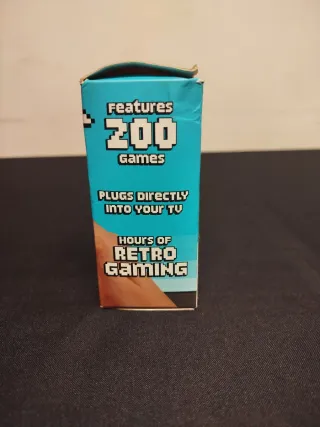 Features
200
Games
PLUGS DIRECTLY
INTO YOUR TV
HOURS OF
RETRO
GAMING